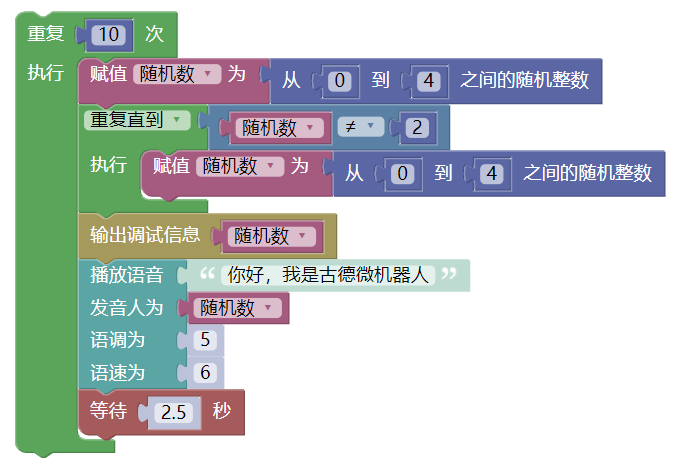 重复 10 次
执行 赋值 随机数 为 从 0 到 4 之间的随机整数
重复直到 随机数 ≠ 2
执行 赋值 随机数 为 从 0 到 4 之间的随机整数
输出调试信息 随机数
播放语音 “ 你好，我是古德微机器人 ”
发音人为 随机数
语调为 5
语速为 6
等待 2.5 秒